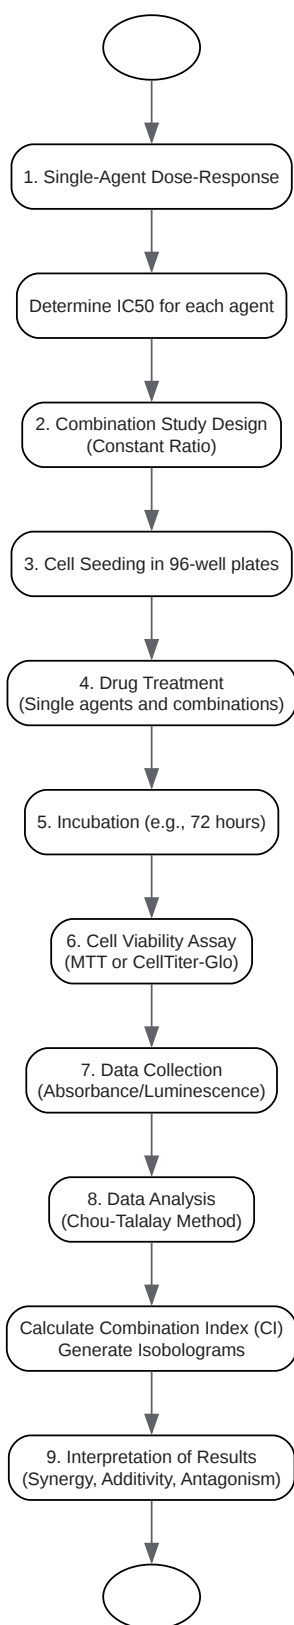 1. Single-Agent Dose-Response
Determine IC50 for each agent
2. Combination Study Design
(Constant Ratio)
3. Cell Seeding in 96-well plates
4. Drug Treatment
(Single agents and combinations)
5. Incubation (e.g., 72 hours)
6. Cell Viability Assay
(MTT or CellTiter-Glo)
7. Data Collection
(Absorbance/Luminescence)
8. Data Analysis
(Chou-Talalay Method)
Calculate Combination Index (CI)
Generate Isobolograms
9. Interpretation of Results
(Synergy, Additivity, Antagonism)